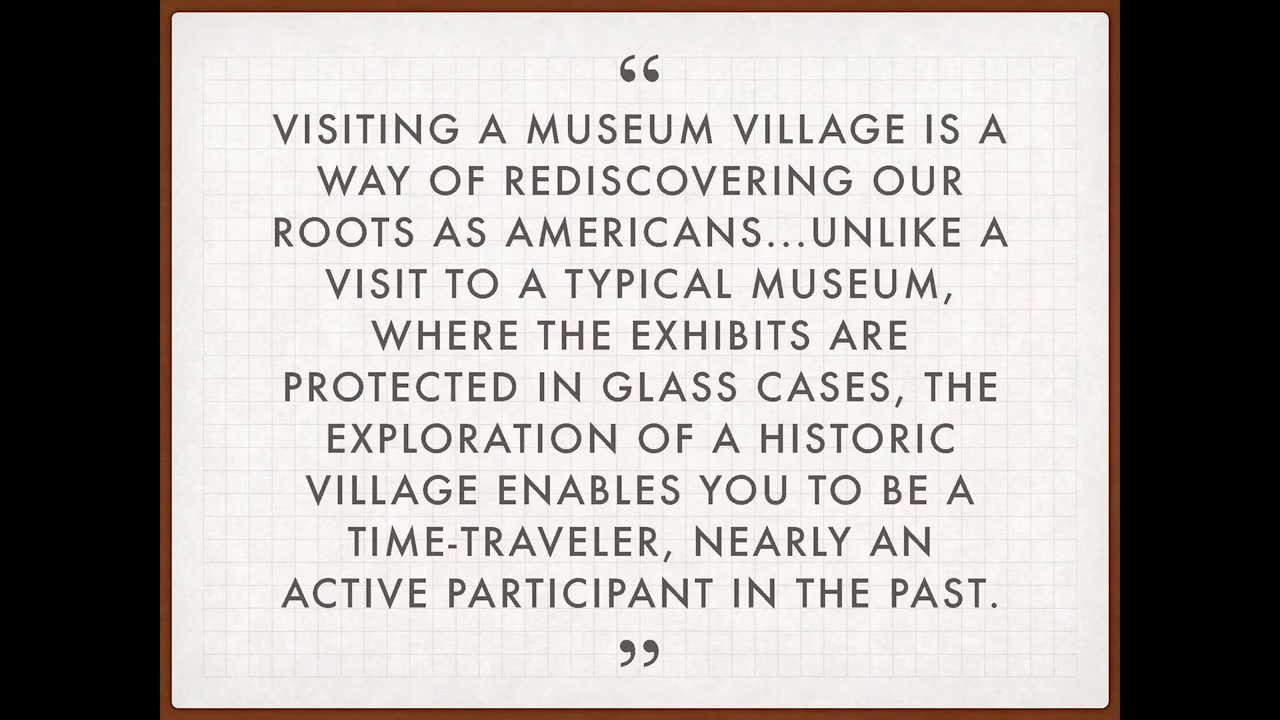 “
VISITING A MUSEUM VILLAGE IS A
WAY OF REDISCOVERING OUR
ROOTS AS AMERICANS...UNLIKE A
VISIT TO A TYPICAL MUSEUM,
WHERE THE EXHIBITS ARE
PROTECTED IN GLASS CASES, THE
EXPLORATION OF A HISTORIC
VILLAGE ENABLES YOU TO BE A
TIME-TRAVELER, NEARLY AN
ACTIVE PARTICIPANT IN THE PAST.
”